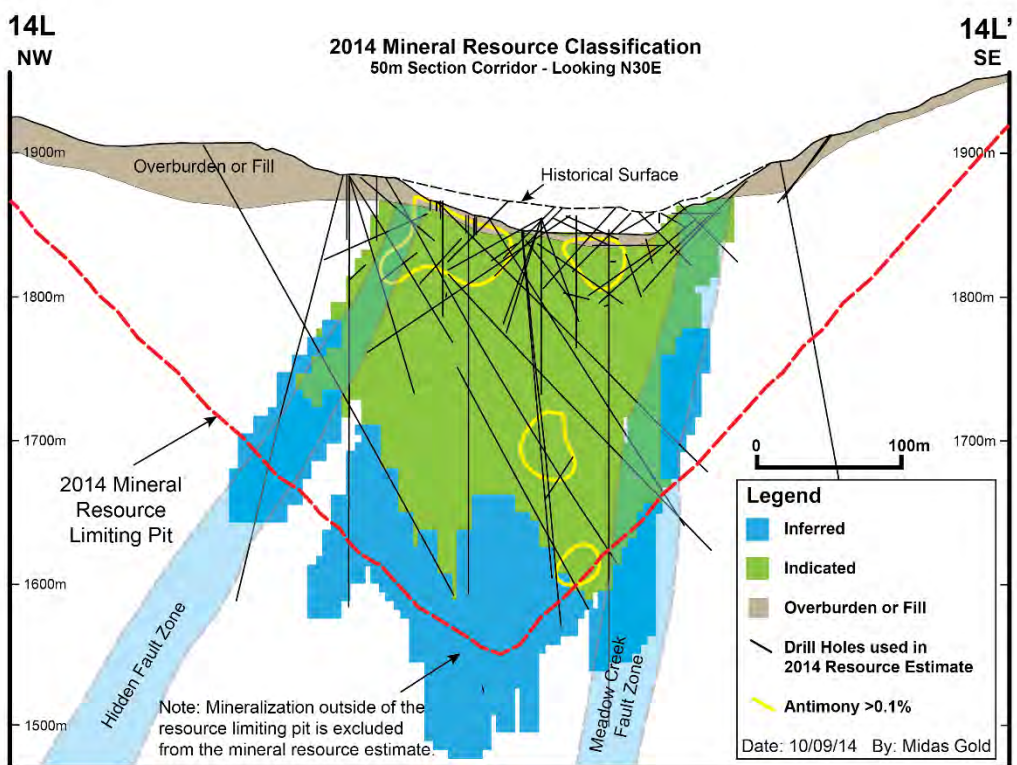 14L
NW
2014 Mineral Resource Classification
50m Section Corridor - Looking N30E
14L'
SE
1900m
Overburden or Fill
Historical Surface
1900m
1800m
1800m
1700m
1700m
0
100m
2014 Mineral
Resource
Limiting Pit
Legend
Inferred
Indicated
Overburden or Fill
Drill Holes used in
2014 Resource Estimate
Antimony >0.1%
Date: 10/09/14 By: Midas Gold
1600m
Hidden Fault Zone
Meadow Creek
Fault Zone
Note: Mineralization outside of the
resource limiting pit is excluded
from the mineral resource estimate.
1500m